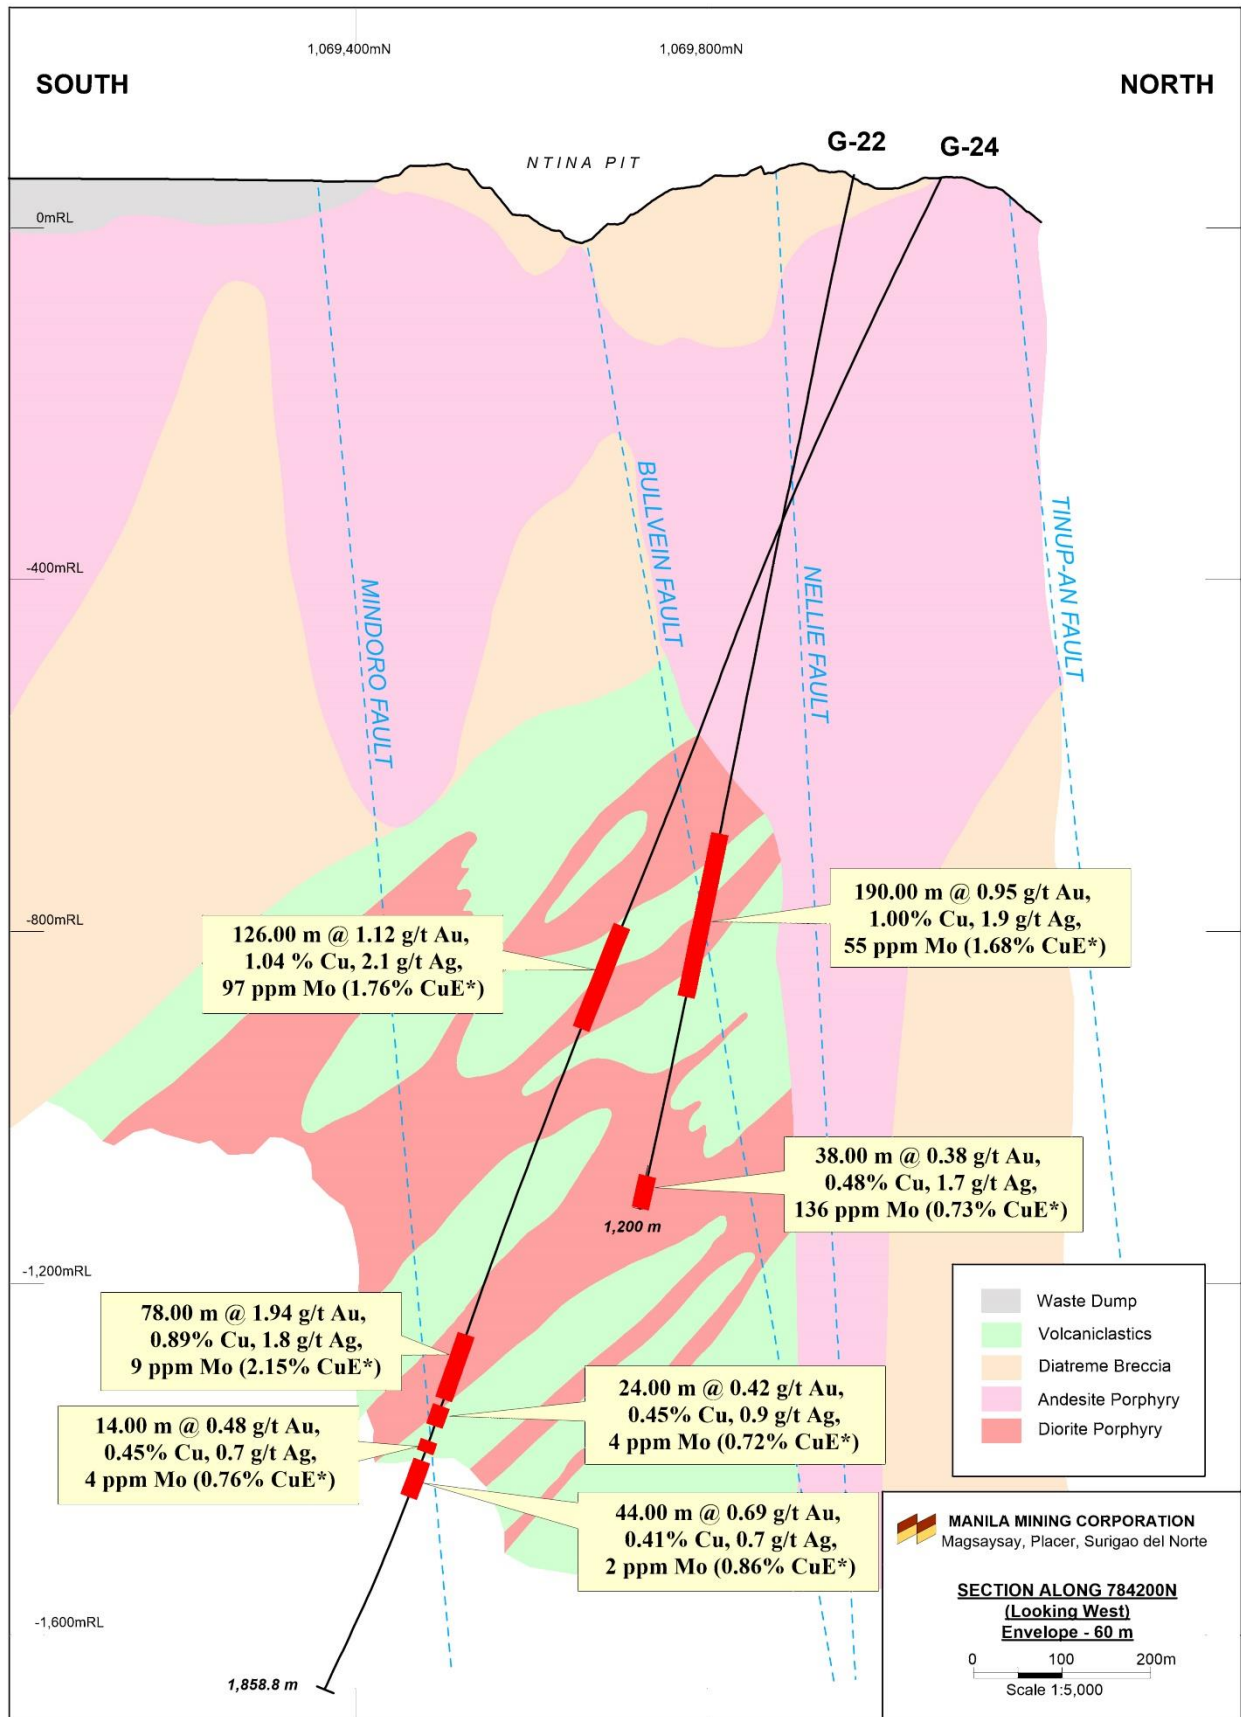 1,069,400mN
1,069,800mN
SOUTH
NORTH
G-22
G-24
NTINA PIT
0mRL
-400mRL
-800mRL
-1,200mRL
-1,600mRL
MINDORO FAULT
BULLVEIN FAULT
NELLIE FAULT
TINUP-AN FAULT
190.00 m @ 0.95 g/t Au,
1.00% Cu, 1.9 g/t Ag,
55 ppm Mo (1.68% CuE*)
126.00 m @ 1.12 g/t Au,
1.04 % Cu, 2.1 g/t Ag,
97 ppm Mo (1.76% CuE*)
38.00 m @ 0.38 g/t Au,
0.48% Cu, 1.7 g/t Ag,
136 ppm Mo (0.73% CuE*)
1,200 m
78.00 m @ 1.94 g/t Au,
0.89% Cu, 1.8 g/t Ag,
9 ppm Mo (2.15% CuE*)
24.00 m @ 0.42 g/t Au,
0.45% Cu, 0.9 g/t Ag,
4 ppm Mo (0.72% CuE*)
14.00 m @ 0.48 g/t Au,
0.45% Cu, 0.7 g/t Ag,
4 ppm Mo (0.76% CuE*)
44.00 m @ 0.69 g/t Au,
0.41% Cu, 0.7 g/t Ag,
2 ppm Mo (0.86% CuE*)
1,858.8 m
Waste Dump
Volcaniclastics
Diatreme Breccia
Andesite Porphyry
Diorite Porphyry
MANILA MINING CORPORATION
Magsaysay, Placer, Surigao del Norte
SECTION ALONG 784200N
(Looking West)
Envelope - 60 m
0 100 200m
Scale 1:5,000